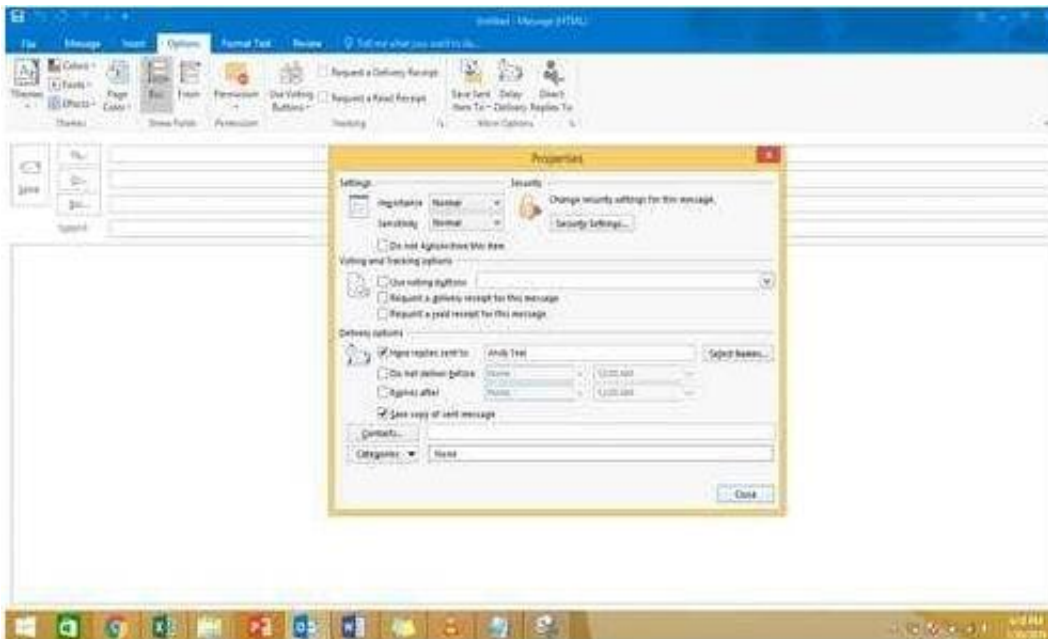 Untitled - Message (HTML)
File Message Insert Options Format Text Review Tell me what you want to do...
Themes
Colors
Fonts
Effects
Page Color
Bcc
From
Permission
Use Voting Buttons
Request a Delivery Receipt
Request a Read Receipt
Save Sent Item To
Delay Delivery
Direct Replies To
Themes Show Fields Permission Tracking More Options
Send
To...
Cc...
Bcc...
Subject
Properties
Settings
Importance Normal
Sensitivity Normal
Do not AutoArchive this item
Security
Change security settings for this message.
Security Settings...
Voting and Tracking options
Use voting buttons
Request a delivery receipt for this message
Request a read receipt for this message
Delivery options
Have replies sent to Andy Teal Select Names...
Do not deliver before None 12:00 AM
Expires after None 12:00 AM
Save copy of sent message
Contacts...
Categories None
Close